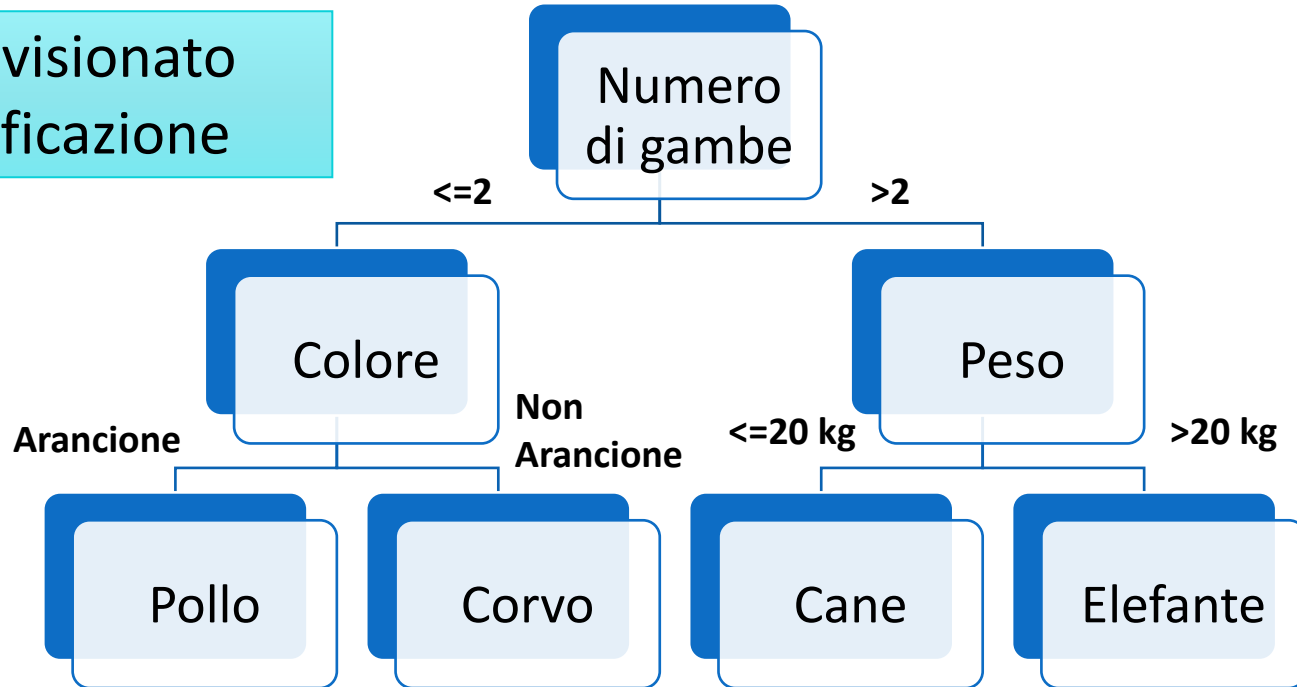 visionato
ficazione
Numero
di gambe
<=2
>2
Colore
Peso
Arancione
Non
Arancione
<=20 kg
>20 kg
Pollo
Corvo
Cane
Elefante